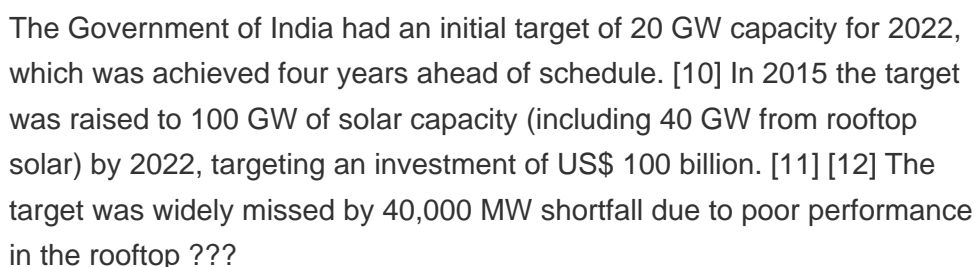 The Government of India had an initial target of 20 GW capacity for 2022,
which was achieved four years ahead of schedule. [10] In 2015 the target
was raised to 100 GW of solar capacity (including 40 GW from rooftop
solar) by 2022, targeting an investment of US$ 100 billion. [11] [12] The
target was widely missed by 40,000 MW shortfall due to poor performance
in the rooftop ???